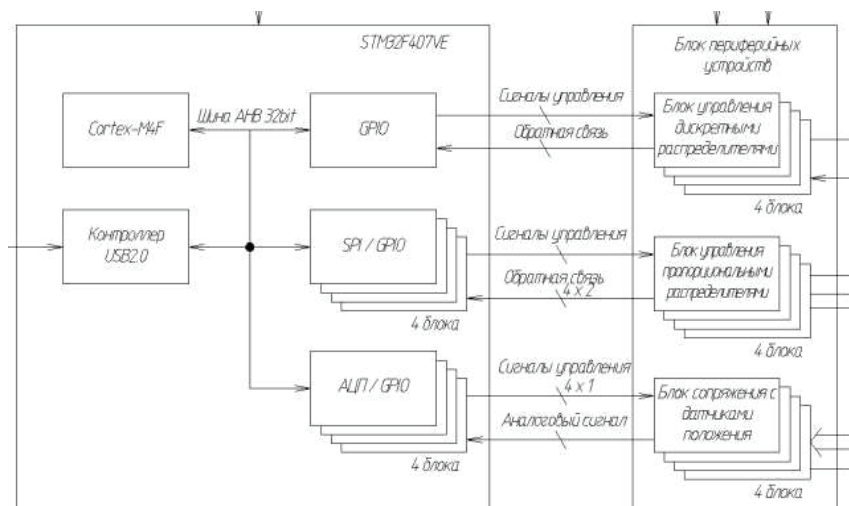 STM32F407VE
Блок периферийных
устройств
Cortex-M4F
Шина AHB 32bit
GPIO
Сигналы управления
Обратная связь
Блок управления
дискретными
распределителями
4 блока
Контроллер
USB2.0
SPI / GPIO
4 блока
Сигналы управления
Обратная связь
4 x 2
Блок управления
пропорциональными
распределителями
4 блока
АЦП / GPIO
4 блока
Сигналы управления
4 x 1
Аналоговый сигнал
Блок сопряжения с
датчиками
положения
4 блока